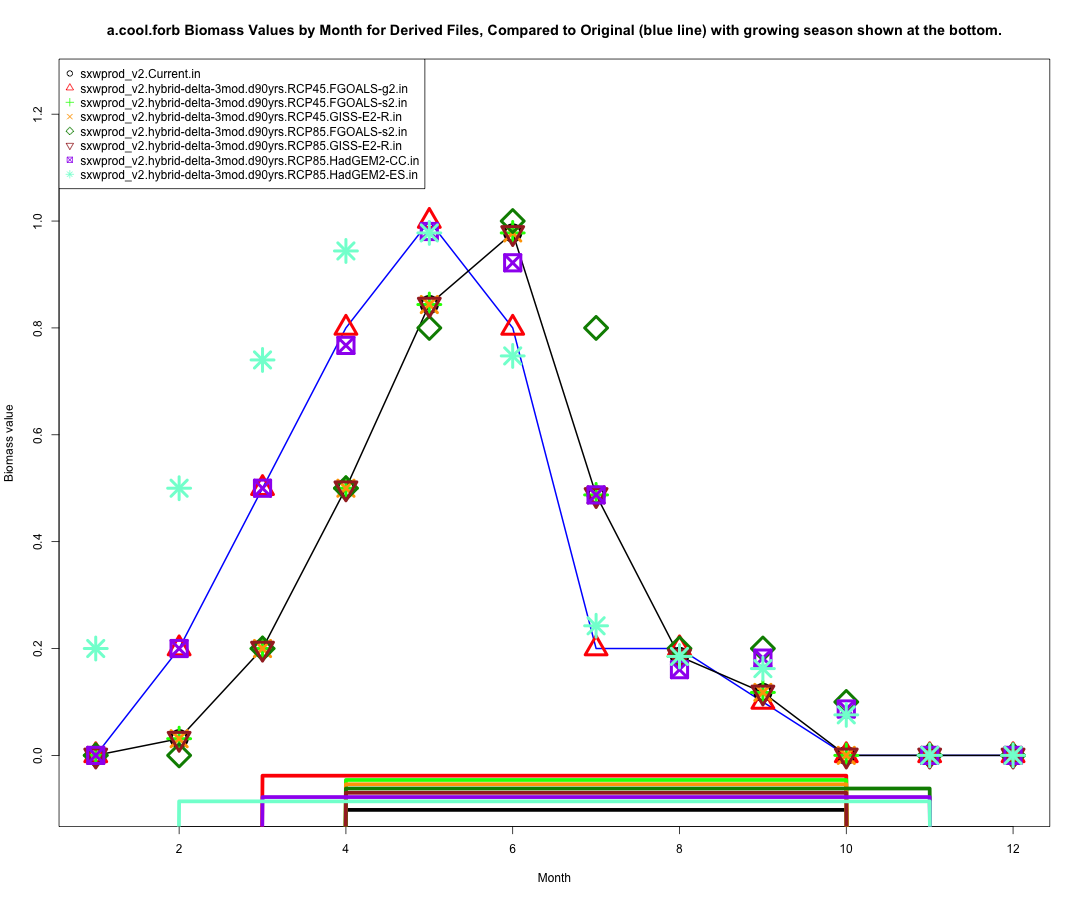 a.cool.forb Biomass Values by Month for Derived Files, Compared to Original (blue line) with growing season shown at the bottom.
sxwprod_v2.Current.in
sxwprod_v2.hybrid-delta-3mod.d90yrs.RCP45.FGOALS-g2.in
sxwprod_v2.hybrid-delta-3mod.d90yrs.RCP45.FGOALS-s2.in
sxwprod_v2.hybrid-delta-3mod.d90yrs.RCP45.GISS-E2-R.in
sxwprod_v2.hybrid-delta-3mod.d90yrs.RCP85.FGOALS-s2.in
sxwprod_v2.hybrid-delta-3mod.d90yrs.RCP85.GISS-E2-R.in
sxwprod_v2.hybrid-delta-3mod.d90yrs.RCP85.HadGEM2-CC.in
sxwprod_v2.hybrid-delta-3mod.d90yrs.RCP85.HadGEM2-ES.in
1.2
1.0
0.8
0.6
0.4
0.2
0.0
Biomass value
2 4 6 8 10 12
Month